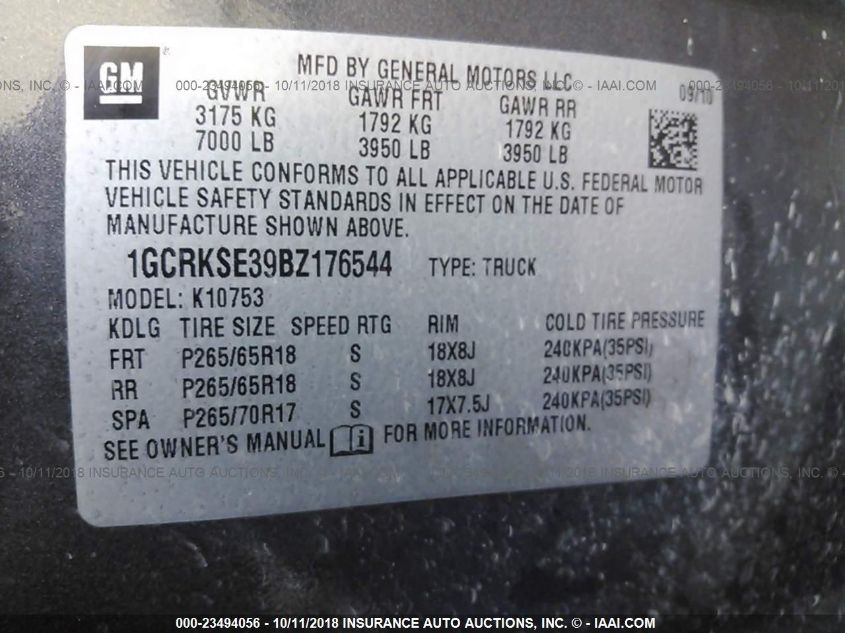 GM
MFD BY GENERAL MOTORS LLC
GVWR GAWR FRT GAWR RR 09/10
3175 KG 1792 KG 1792 KG
7000 LB 3950 LB 3950 LB
THIS VEHICLE CONFORMS TO ALL APPLICABLE U.S. FEDERAL MOTOR
VEHICLE SAFETY STANDARDS IN EFFECT ON THE DATE OF
MANUFACTURE SHOWN ABOVE.
1GCRKSE39BZ176544 TYPE: TRUCK
MODEL: K10753
KDLG TIRE SIZE SPEED RTG RIM COLD TIRE PRESSURE
FRT P265/65R18 S 18X8J 240KPA(35PSI)
RR P265/65R18 S 18X8J 240KPA(35PSI)
SPA P265/70R17 S 17X7.5J 240KPA(35PSI)
SEE OWNER'S MANUAL i FOR MORE INFORMATION.
000-23494056 - 10/11/2018 INSURANCE AUTO AUCTIONS, INC. © - IAAI.COM